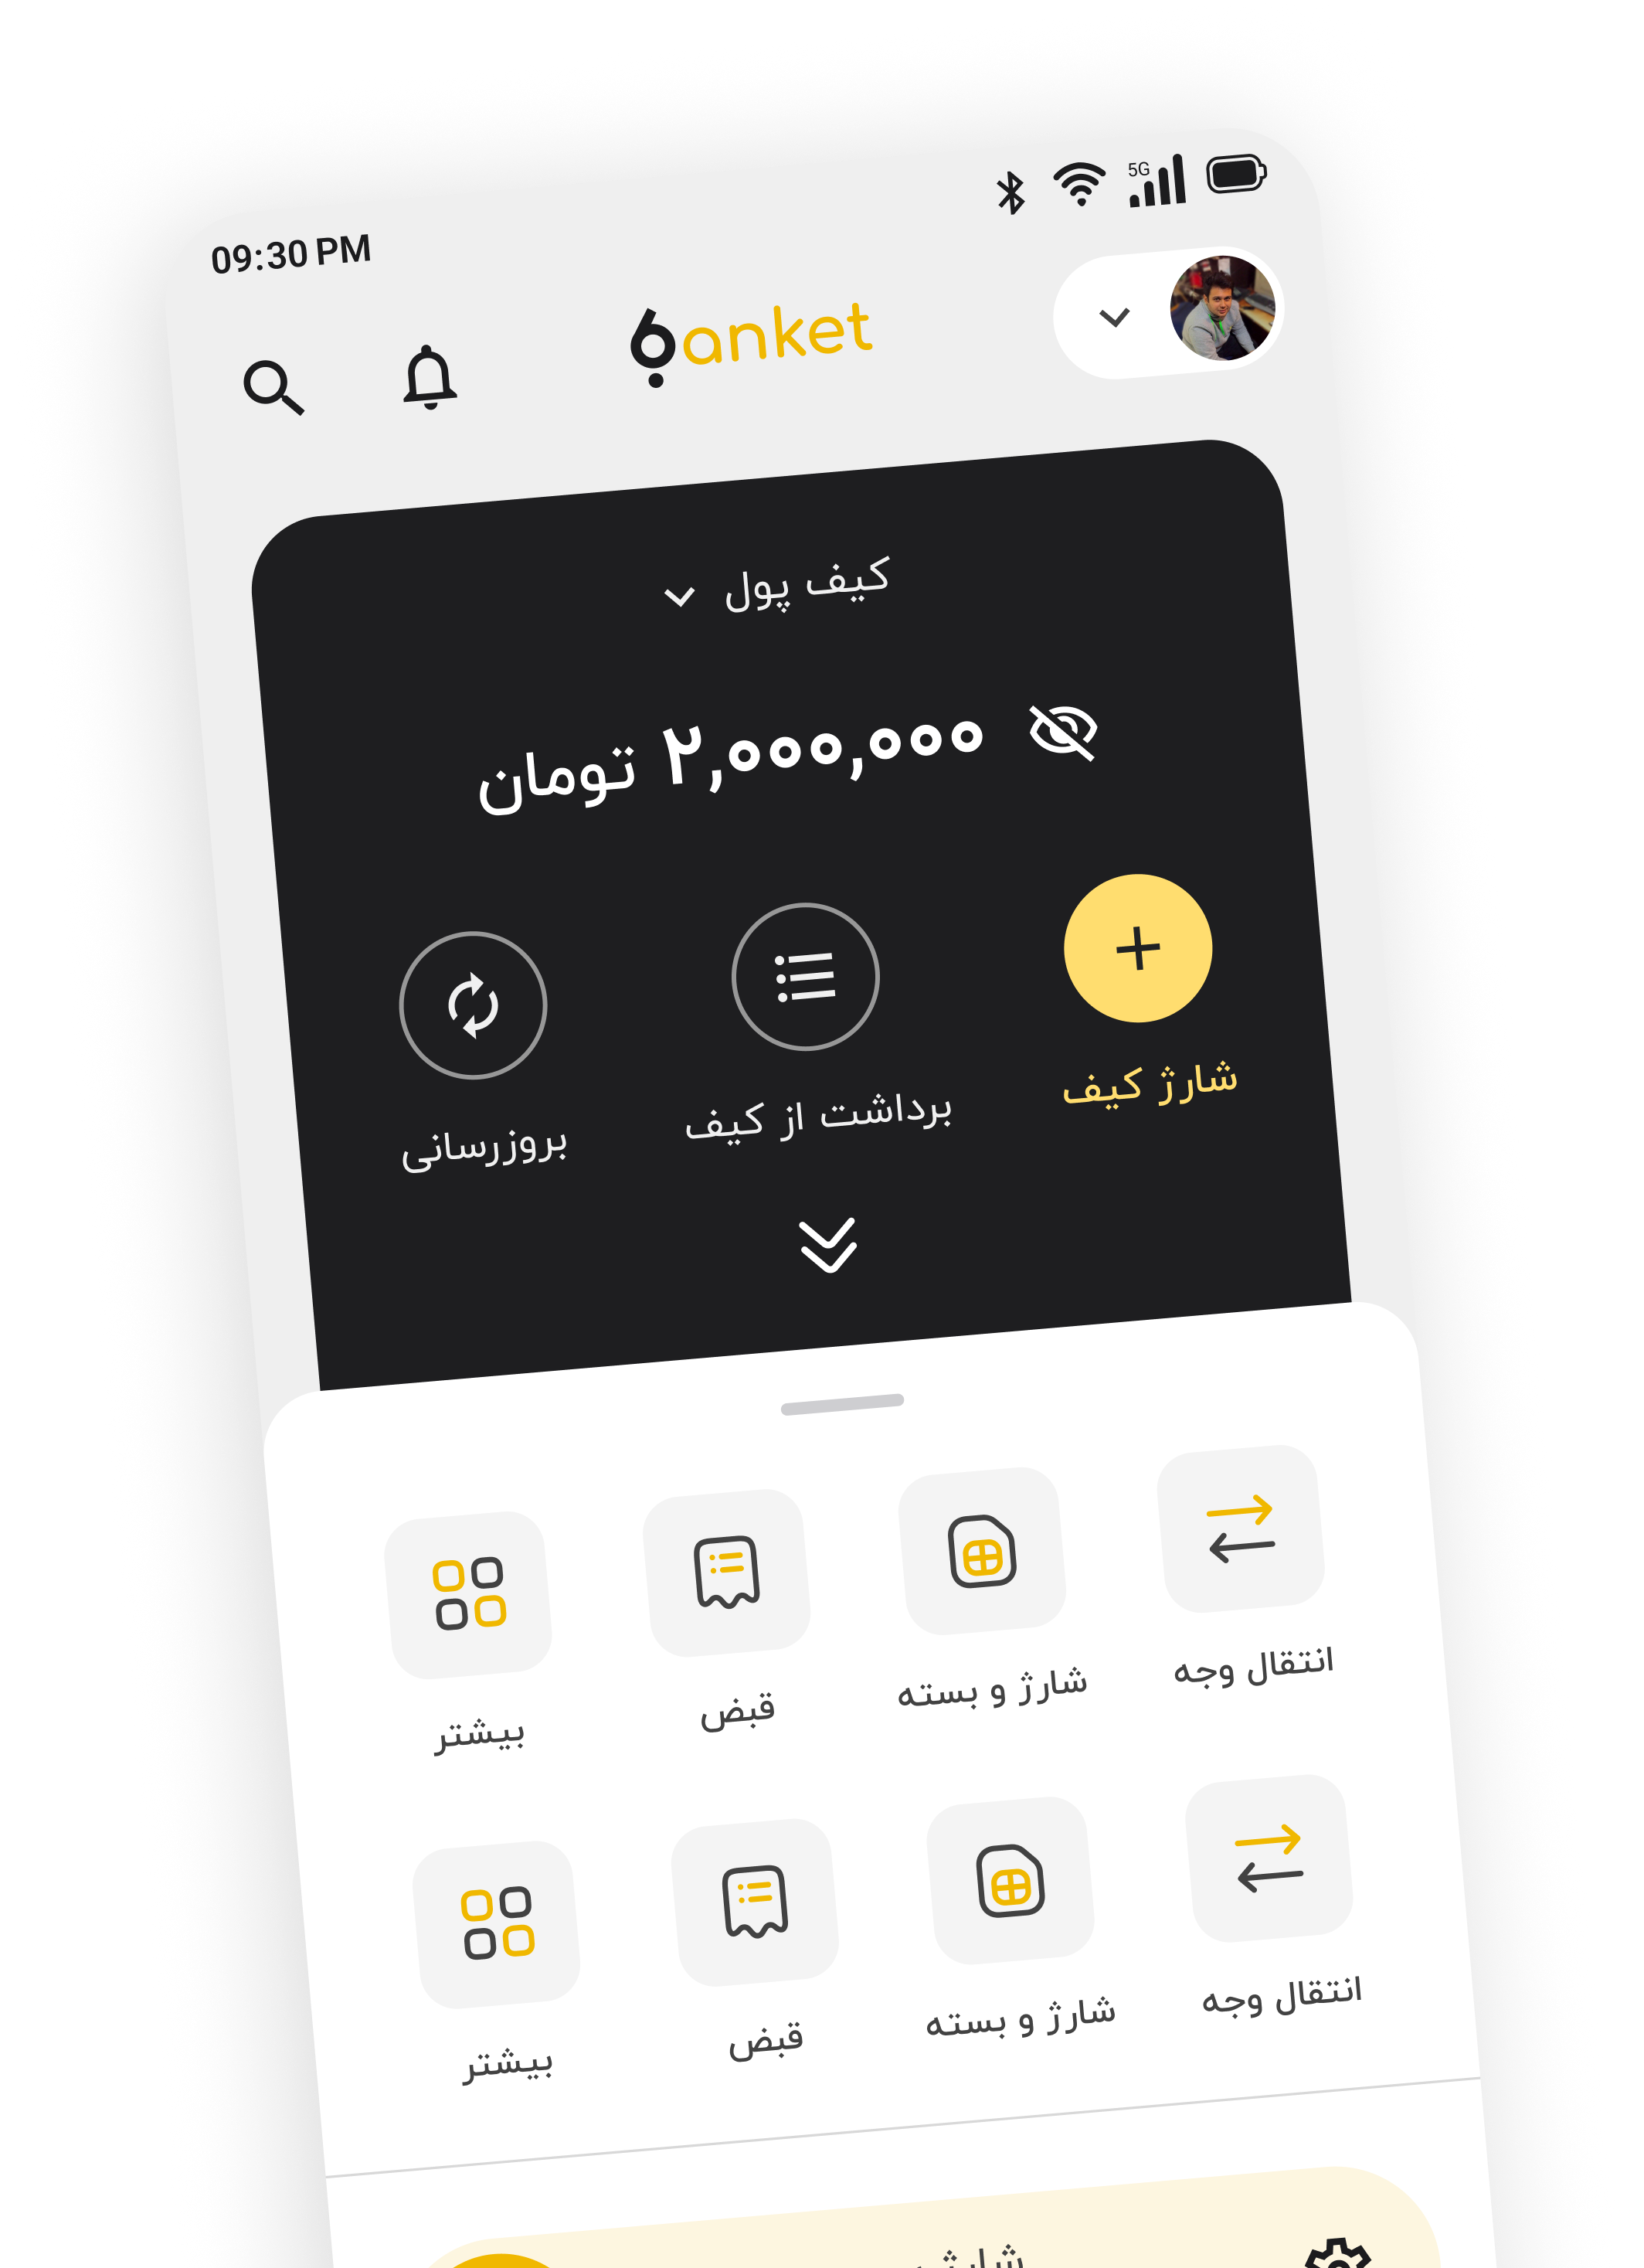 09:30 PM
5G
Banket
کیف پول
۲,۰۰۰,۰۰۰ تومان
شارژ کیف
برداشت از کیف
بروزرسانی
انتقال وجه
شارژ و بسته
قبض
بیشتر
انتقال وجه
شارژ و بسته
قبض
بیشتر